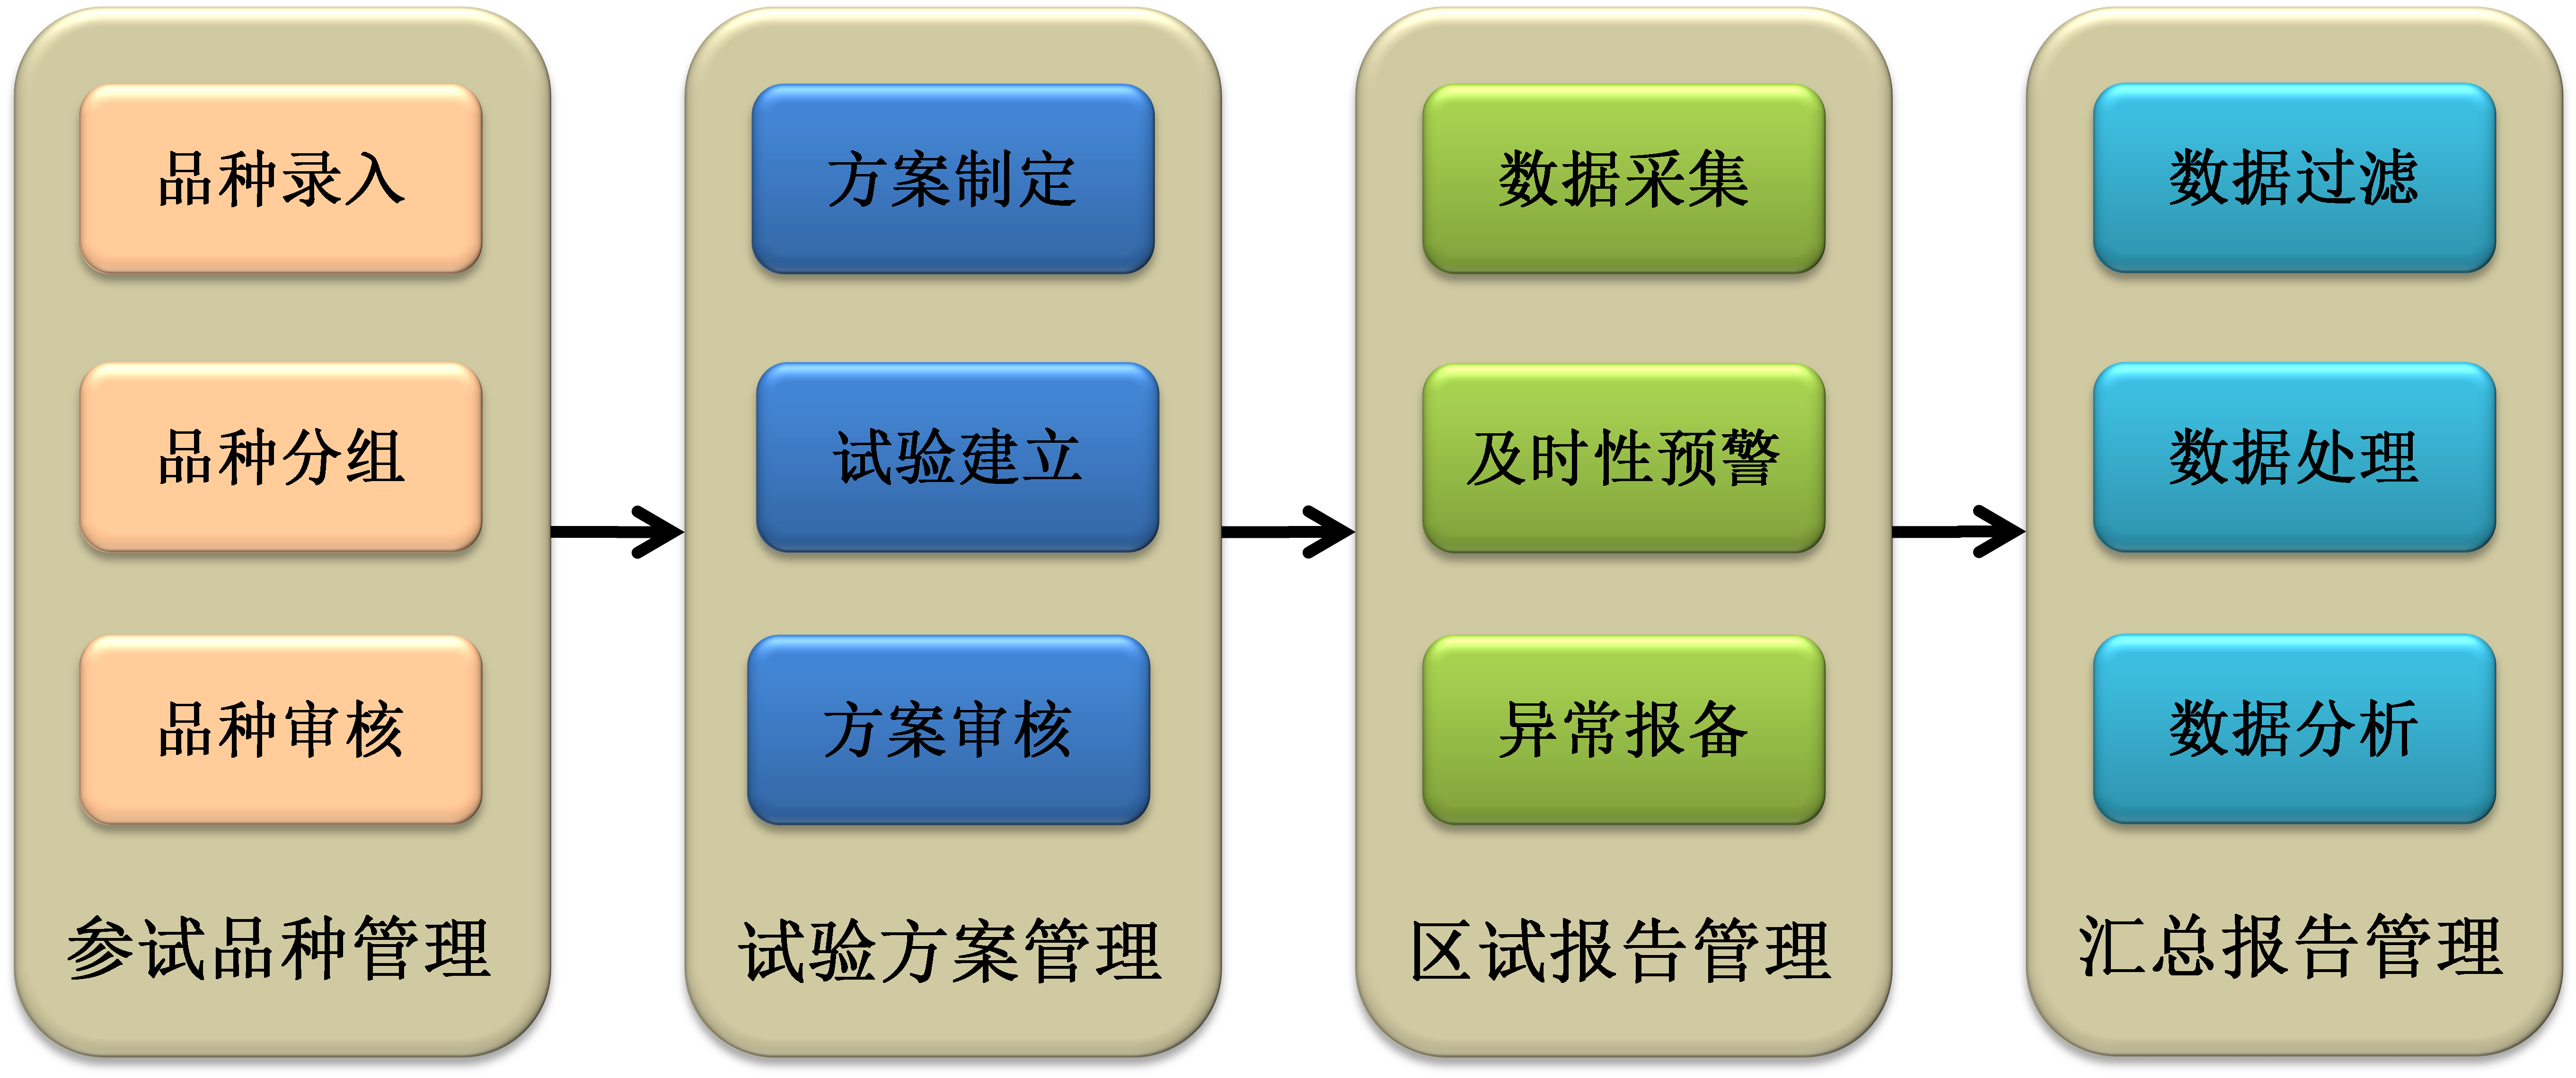 品种录入
品种分组
品种审核
参试品种管理
方案制定
试验建立
方案审核
试验方案管理
数据采集
及时性预警
异常报备
区试报告管理
数据过滤
数据处理
数据分析
汇总报告管理